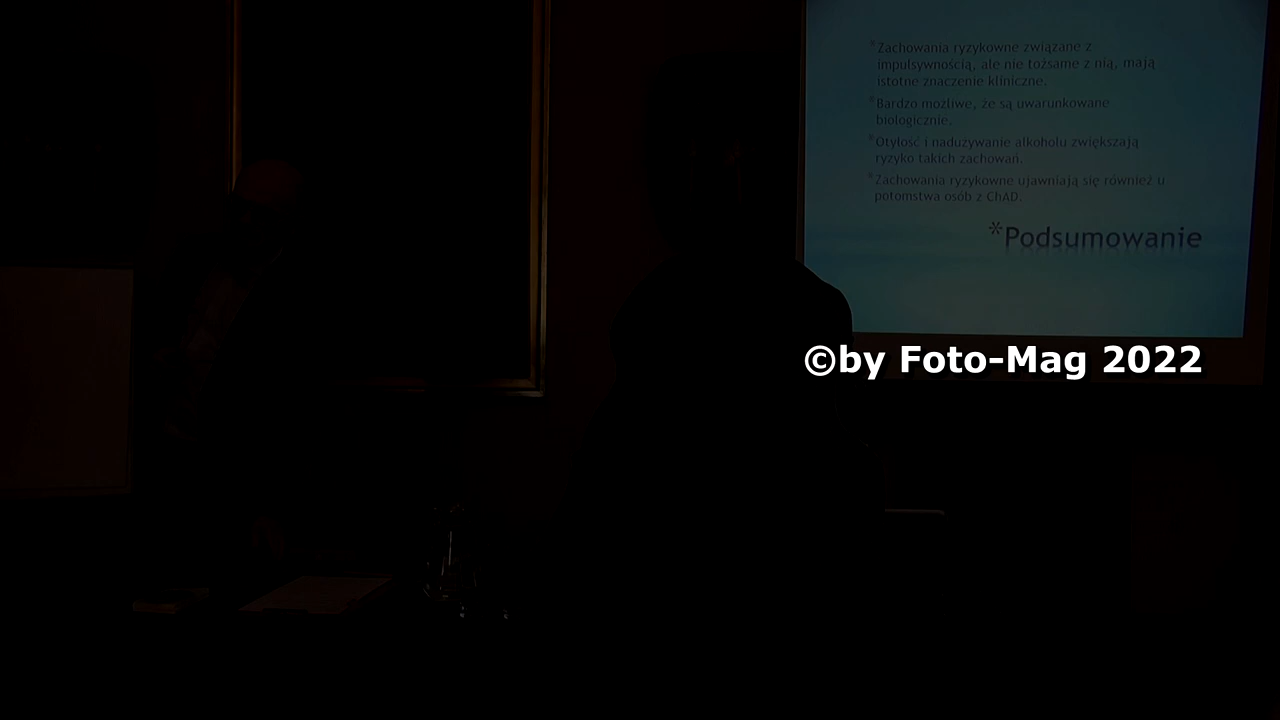 *Zachowania ryzykowne związane z
impulsywnością, ale nie tożsame z nią, mają
istotne znaczenie kliniczne.
*Bardzo możliwe, że są uwarunkowane
biologicznie.
*Otyłość i nadużywanie alkoholu zwiększają
ryzyko takich zachowań.
*Zachowania ryzykowne ujawniają się również u
potomstwa osób z ChAD.
*Podsumowanie
©by Foto-Mag 2022